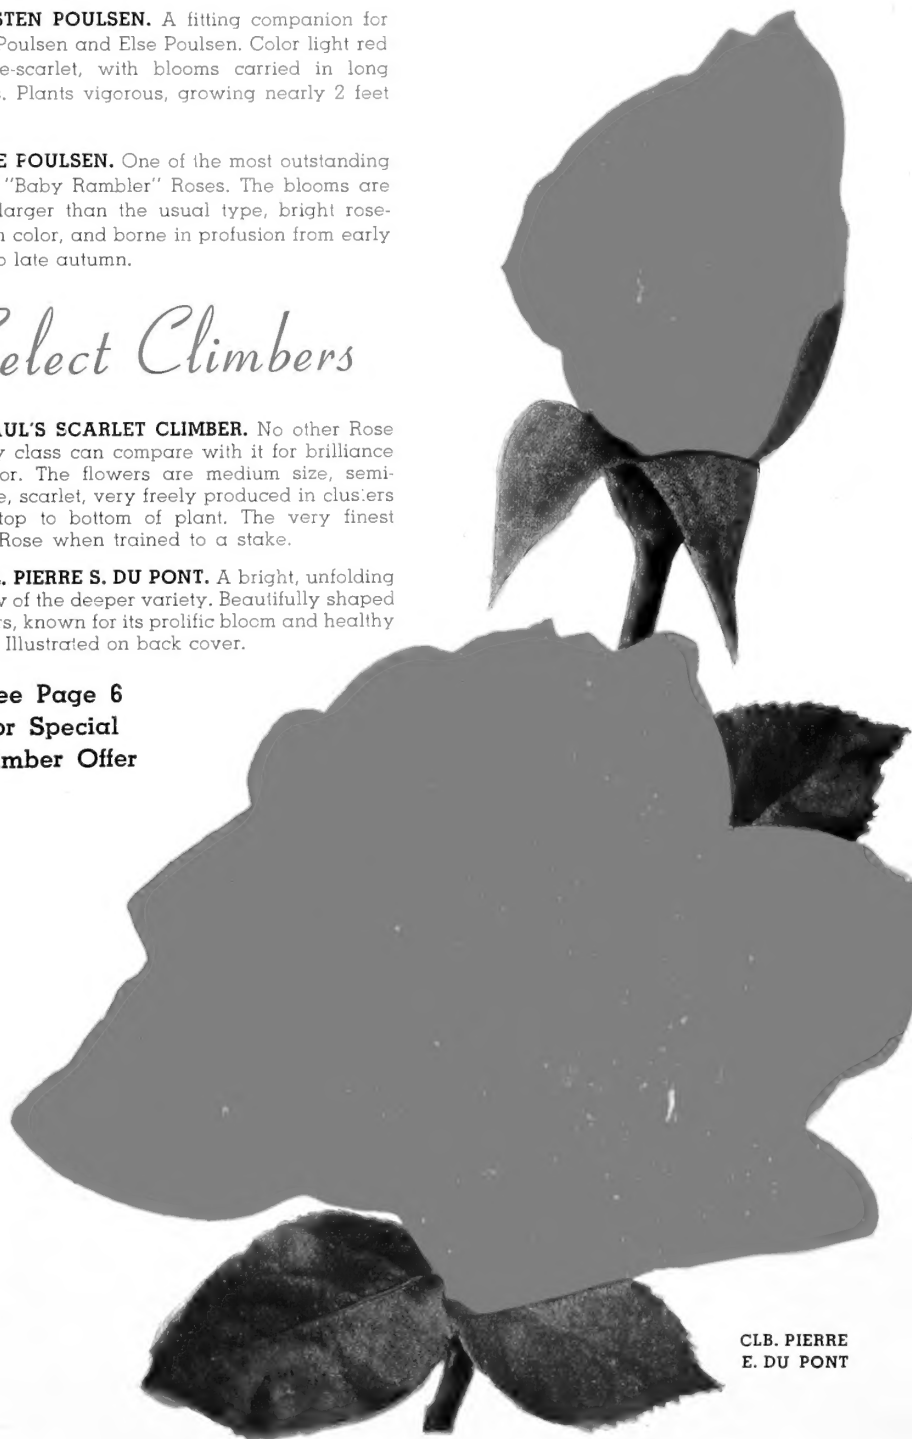 STEN POULSEN. A fitting companion for
Poulsen and Else Poulsen. Color light red
e-scarlet, with blooms carried in long
s. Plants vigorous, growing nearly 2 feet
E POULSEN. One of the most outstanding
"Baby Rambler" Roses. The blooms are
larger than the usual type, bright rose-
n color, and borne in profusion from early
o late autumn.
elect Climbers
AUL'S SCARLET CLIMBER. No other Rose
y class can compare with it for brilliance
or. The flowers are medium size, semi-
e, scarlet, very freely produced in clusters
top to bottom of plant. The very finest
Rose when trained to a stake.
. PIERRE S. DU PONT. A bright, unfolding
w of the deeper variety. Beautifully shaped
rs, known for its prolific bloom and healthy
Illustrated on back cover.
ee Page 6
or Special
mber Offer
CLB. PIERRE
E. DU PONT